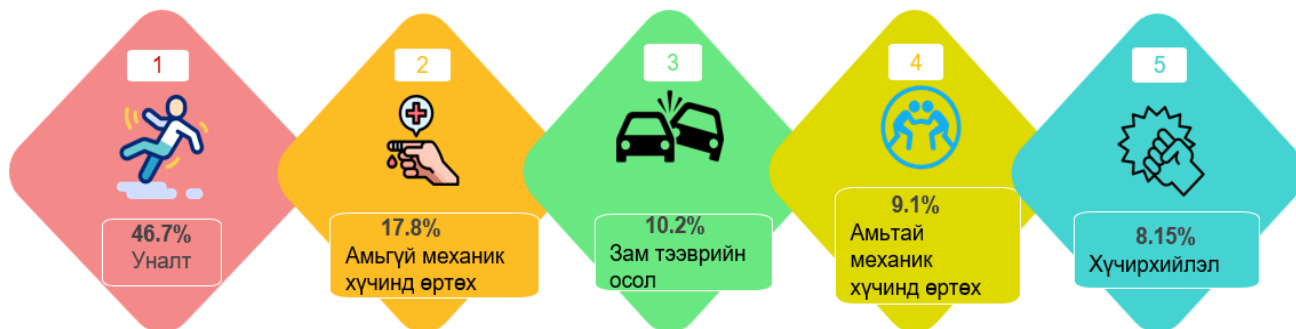 1
46.7%
Уналт
2
17.8%
Амьгүй механик
хүчинд өртөх
3
10.2%
Зам тээврийн
осол
4
9.1%
Амьтай
механик
хүчинд өртөх
5
8.15%
Хүчирхийлэл